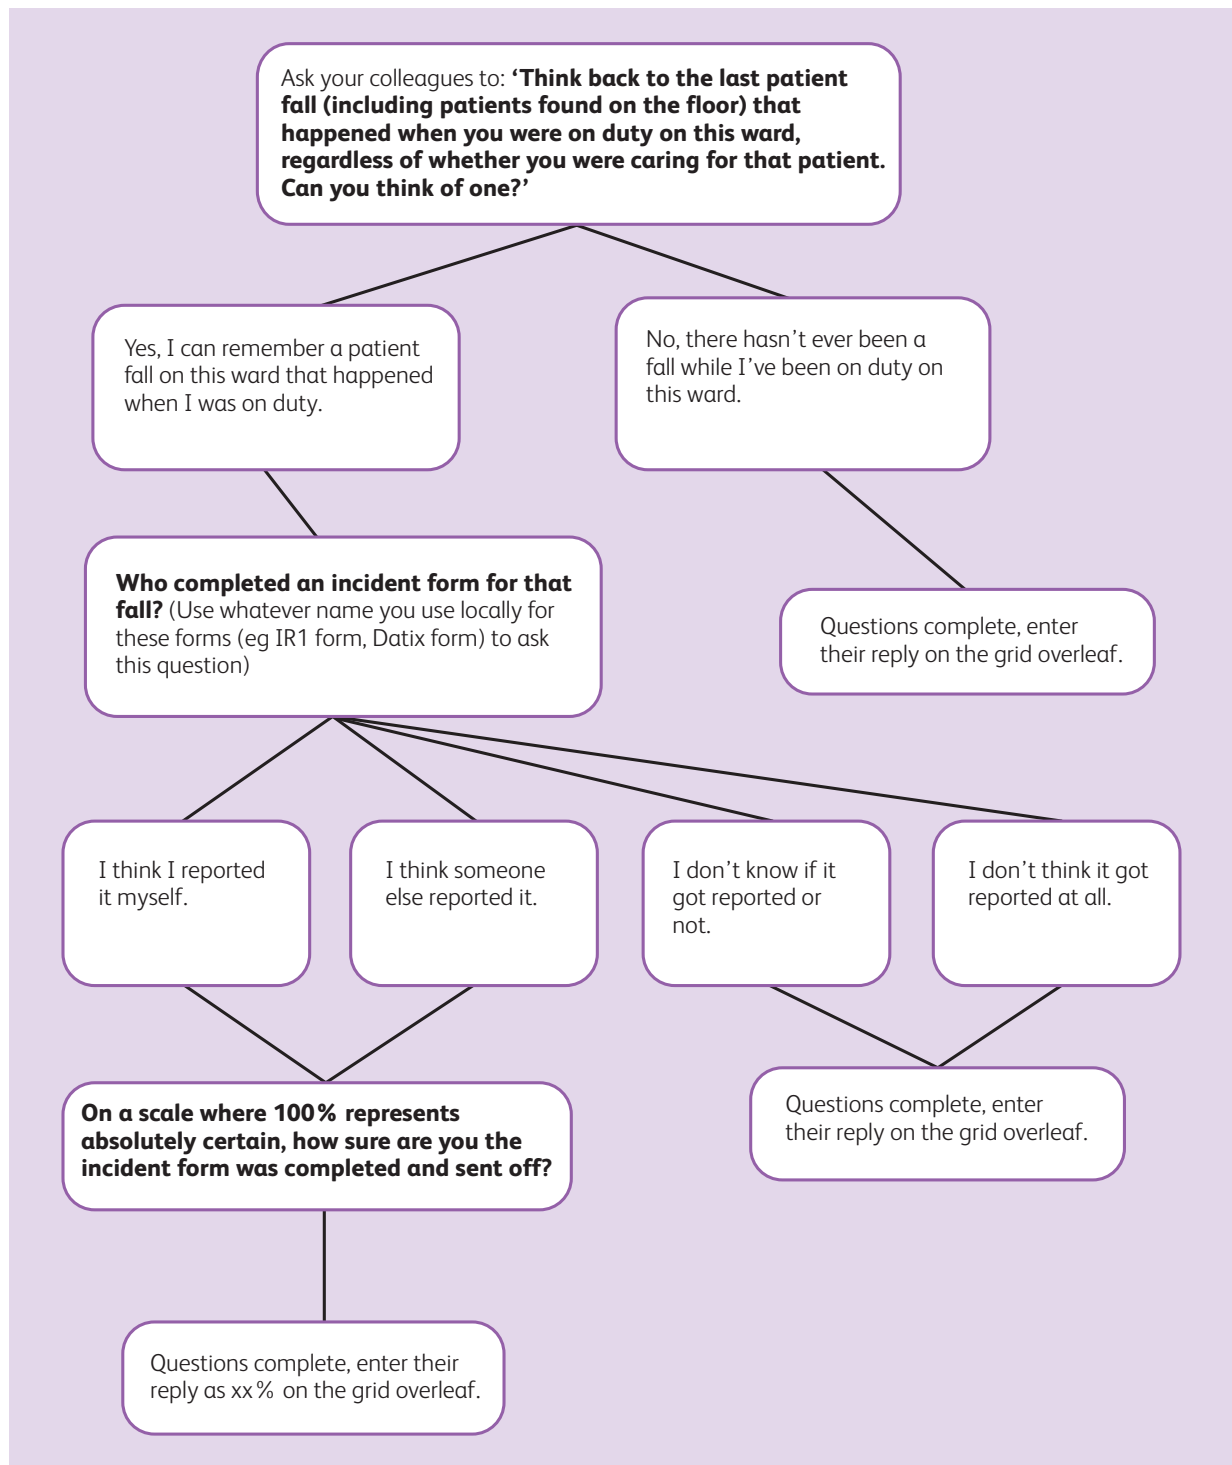 Ask your colleagues to: ‘Think back to the last patient
fall (including patients found on the floor) that
happened when you were on duty on this ward,
regardless of whether you were caring for that patient.
Can you think of one?’
Yes, I can remember a patient
fall on this ward that happened
when I was on duty.
No, there hasn’t ever been a
fall while I’ve been on duty on
this ward.
Who completed an incident form for that
fall? (Use whatever name you use locally for
these forms (eg IR1 form, Datix form) to ask
this question)
Questions complete, enter
their reply on the grid overleaf.
I think I reported
it myself.
I think someone
else reported it.
I don’t know if it
got reported or
not.
I don’t think it got
reported at all.
On a scale where 100% represents
absolutely certain, how sure are you the
incident form was completed and sent off?
Questions complete, enter
their reply on the grid overleaf.
Questions complete, enter their
reply as xx% on the grid overleaf.